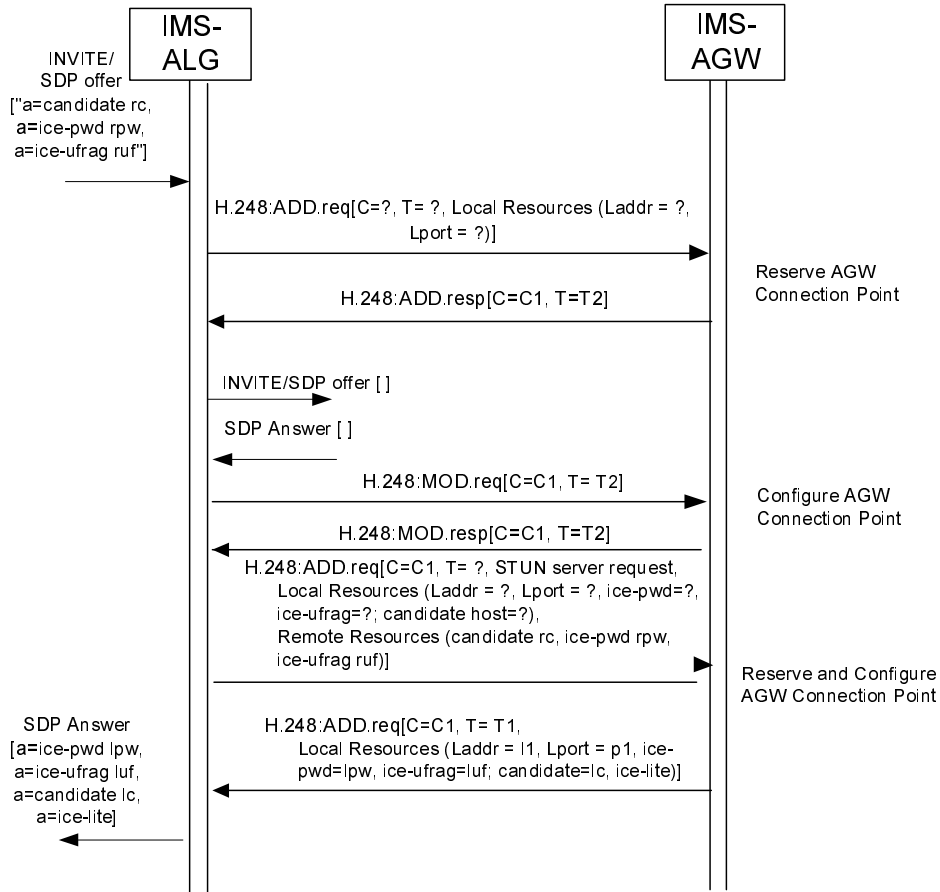 IMS-
ALG
IMS-
AGW
INVITE/
SDP offer
["a=candidate rc,
a=ice-pwd rpw,
a=ice-ufrag ruf"]
H.248:ADD.req[C=?, T= ?, Local Resources (Laddr = ?,
Lport = ?)]
Reserve AGW
Connection Point
H.248:ADD.resp[C=C1, T=T2]
INVITE/SDP offer [ ]
SDP Answer [ ]
H.248:MOD.req[C=C1, T= T2]
Configure AGW
Connection Point
H.248:MOD.resp[C=C1, T=T2]
H.248:ADD.req[C=C1, T= ?, STUN server request,
Local Resources (Laddr = ?, Lport = ?, ice-pwd=?,
ice-ufrag=?; candidate host=?),
Remote Resources (candidate rc, ice-pwd rpw,
ice-ufrag ruf)]
Reserve and Configure
AGW Connection Point
SDP Answer
[a=ice-pwd lpw,
a=ice-ufrag luf,
a=candidate lc,
a=ice-lite]
H.248:ADD.req[C=C1, T= T1,
Local Resources (Laddr = l1, Lport = p1, ice-
pwd=lpw, ice-ufrag=luf; candidate=lc, ice-lite)]